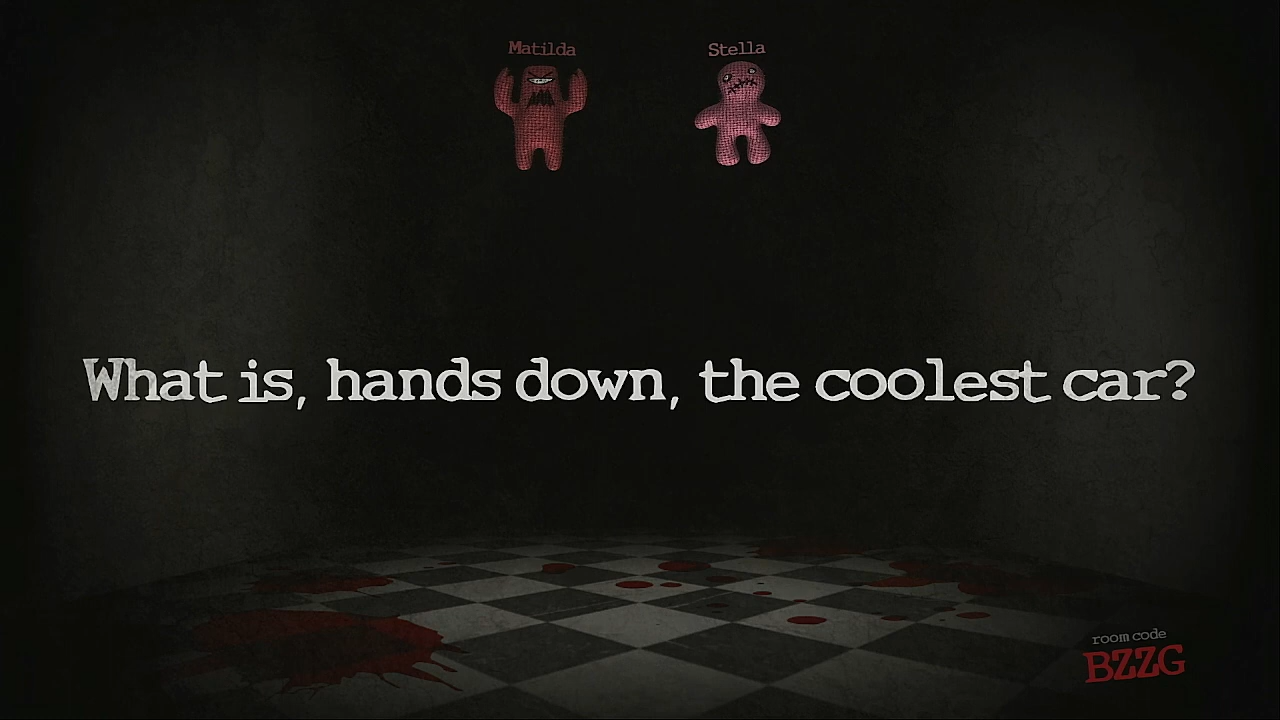 Matilda
Stella
What is, hands down, the coolest car?
room code
BZZG